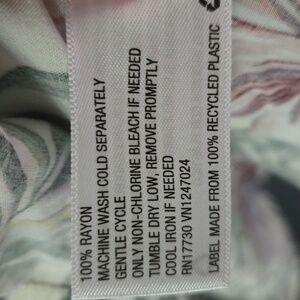 100% RAYON
MACHINE WASH COLD SEPARATELY
GENTLE CYCLE
ONLY NON-CHLORINE BLEACH IF NEEDED
TUMBLE DRY LOW, REMOVE PROMPTLY
COOL IRON IF NEEDED
RN17730 VN1247024
LABEL MADE FROM 100% RECYCLED PLASTIC